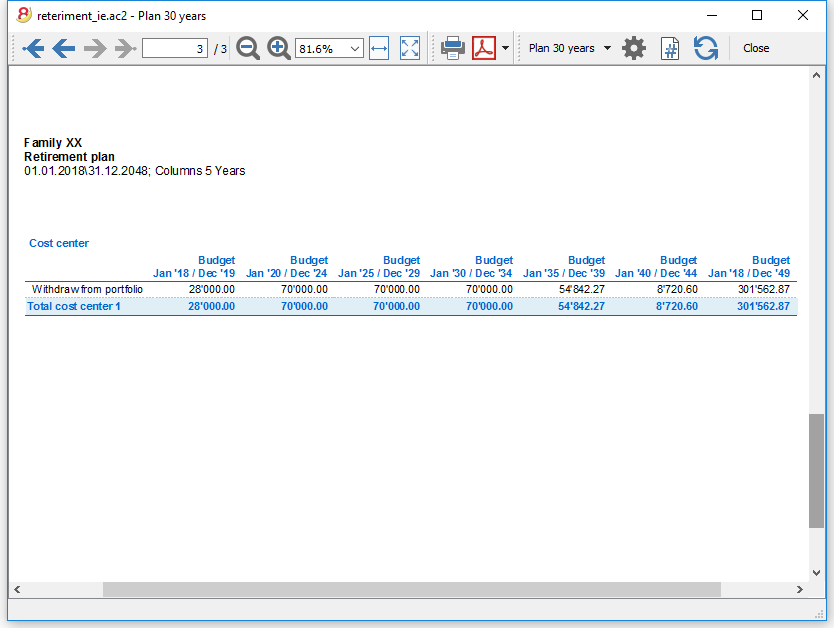 reteriment_ie.ac2 - Plan 30 years
3 / 3 81.6% Plan 30 years # Close
Family XX
Retirement plan
01.01.2018\31.12.2048; Columns 5 Years
Cost center
Budget Budget Budget Budget Budget Budget Budget
Jan '18 / Dec '19 Jan '20 / Dec '24 Jan '25 / Dec '29 Jan '30 / Dec '34 Jan '35 / Dec '39 Jan '40 / Dec '44 Jan '18 / Dec '49
Withdraw from portfolio 28'000.00 70'000.00 70'000.00 70'000.00 54'842.27 8'720.60 301'562.87
Total cost center 1 28'000.00 70'000.00 70'000.00 70'000.00 54'842.27 8'720.60 301'562.87